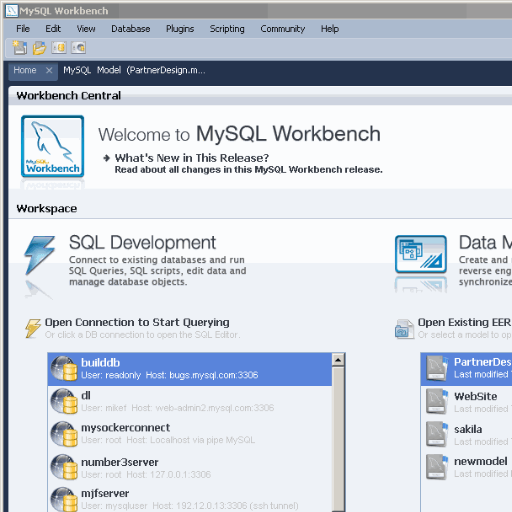 MySQL Workbench
File Edit View Database Plugins Scripting Community Help
Home × MySQL Model (PartnerDesign.m...
Workbench Central
MySQL
Workbench
Welcome to MySQL Workbench
What's New in This Release?
Read about all changes in this MySQL Workbench release.
Workspace
SQL Development
Connect to existing databases and run
SQL Queries, SQL scripts, edit data and
manage database objects.
Data M
Create and
reverse eng
synchronize
Open Connection to Start Querying
Or click a DB connection to open the SQL Editor.
Open Existing EER
Or select a model to op
builddb
User: readonly Host: bugs.mysql.com:3306
dl
User: miket Host: web-admin2.mysql.com:3306
mysockerconnect
User: root Host: Localhost via pipe MySQL
number3server
User: root Host: 127.0.0.1:3306
mjfserver
User: mysqluser Host: 192.12.0.13:3306 (ssh tunnel)
PartnerDes
Last modified
WebSite
Last modified
sakila
Last modified
newmodel
Last modified